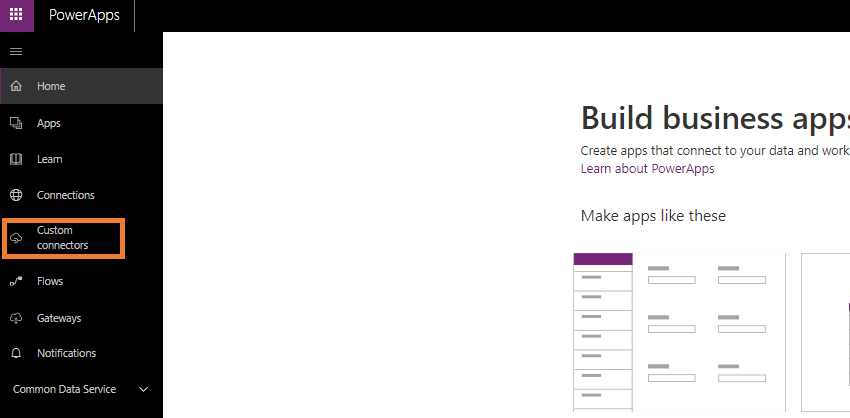 PowerApps
Home
Apps
Learn
Connections
Custom
connectors
Flows
Gateways
Notifications
Common Data Service
Build business apps
Create apps that connect to your data and work
Learn about PowerApps
Make apps like these